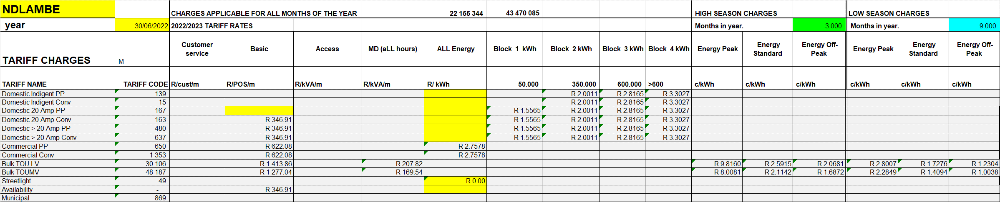 NDLAMBE CHARGES APPLICABLE FOR ALL MONTHS OF THE YEAR 22 155 344 43 470 085 HIGH SEASON CHARGES LOW SEASON CHARGES
year 30/06/2022 2022/2023 TARIFF RATES Months in year. 3.000 Months in year. 9.000
TARIFF CHARGES M Customer service Basic Access MD (aLL hours) ALL Energy Block 1 kWh Block 2 kWh Block 3 kWh Block 4 kWh Energy Peak Energy Standard Energy Off-Peak Energy Peak Energy Standard Energy Off-Peak
TARIFF NAME TARIFF CODE R/cust/m R/POS/m R/kVA/m R/kVA/m R/ kWh 50.000 350.000 600.000 >600 c/kWh c/kWh c/kWh c/kWh c/kWh c/kWh
Domestic Indigent PP 139 R 2.0011 R 2.8165 R 3.3027
Domestic Indigent Conv 15 R 2.0011 R 2.8165 R 3.3027
Domestic 20 Amp PP 167 R 1.5565 R 2.0011 R 2.8165 R 3.3027
Domestic 20 Amp Conv 163 R 346.91 R 1.5565 R 2.0011 R 2.8165 R 3.3027
Domestic > 20 Amp PP 480 R 346.91 R 1.5565 R 2.0011 R 2.8165 R 3.3027
Domestic > 20 Amp Conv 637 R 346.91 R 1.5565 R 2.0011 R 2.8165 R 3.3027
Commercial PP 650 R 622.08 R 2.7578
Commercial Conv 1 353 R 622.08 R 2.7578
Bulk TOU LV 30 106 R 1 413.86 R 207.82 R 9.8160 R 2.5915 R 2.0681 R 2.8007 R 1.7276 R 1.2304
Bulk TOUMV 48 187 R 1 277.04 R 169.54 R 8.0081 R 2.1142 R 1.6872 R 2.2849 R 1.4094 R 1.0038
Streetlight 49 R 0.00
Availability - R 346.91
Municipal 869